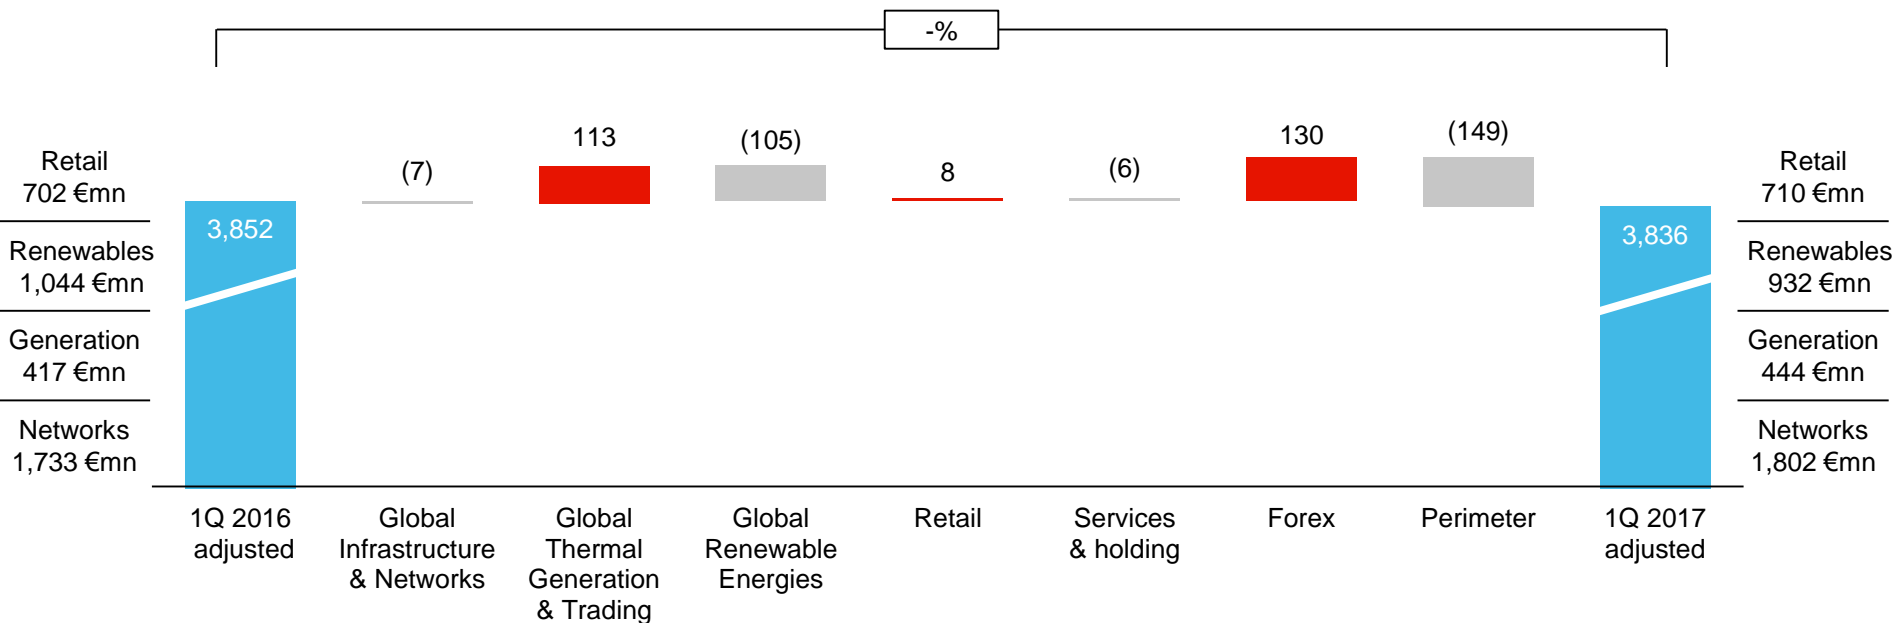 -%
Retail
702 €mn
Renewables
1,044 €mn
Generation
417 €mn
Networks
1,733 €mn
3,852
(7)
113
(105)
8
(6)
130
(149)
3,836
Retail
710 €mn
Renewables
932 €mn
Generation
444 €mn
Networks
1,802 €mn
1Q 2016
adjusted
Global
Infrastructure
& Networks
Global
Thermal
Generation
& Trading
Global
Renewable
Energies
Retail
Services
& holding
Forex
Perimeter
1Q 2017
adjusted